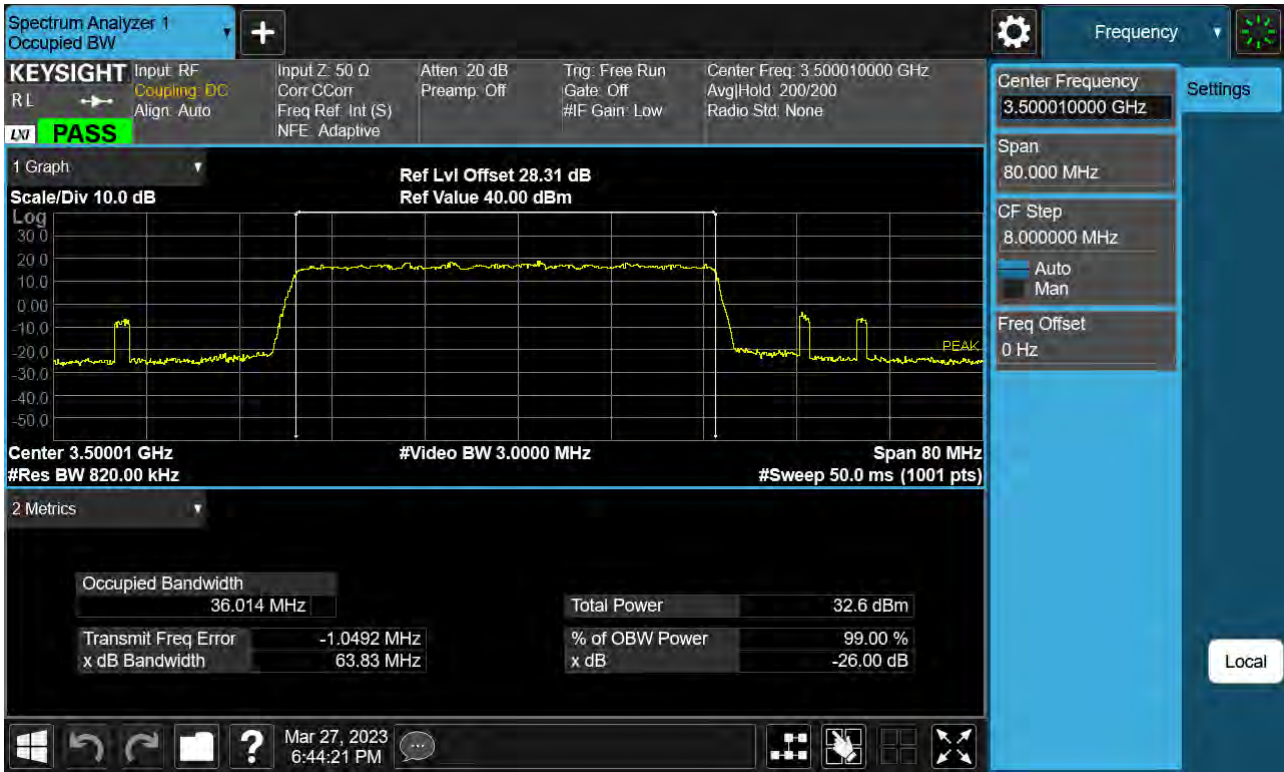 Spectrum Analyzer 1
Occupied BW
Frequency
KEYSIGHT
RL
LXI PASS
Input: RF
Coupling: DC
Align: Auto
Input Z: 50 Ω
Corr CCorr
Freq Ref: Int (S)
NFE: Adaptive
Atten: 20 dB
Preamp: Off
Trig: Free Run
Gate: Off
#IF Gain: Low
Center Freq: 3.500010000 GHz
Avg|Hold: 200/200
Radio Std: None
Center Frequency
3.500010000 GHz
Settings
Span
80.000 MHz
CF Step
8.000000 MHz
Auto
Man
Freq Offset
0 Hz
1 Graph
Scale/Div 10.0 dB
Ref Lvl Offset 28.31 dB
Ref Value 40.00 dBm
Log
30.0
20.0
10.0
0.00
-10.0
-20.0
-30.0
-40.0
-50.0
PEAK
Center 3.50001 GHz
#Video BW 3.0000 MHz
Span 80 MHz
#Res BW 820.00 kHz
#Sweep 50.0 ms (1001 pts)
2 Metrics
Occupied Bandwidth
36.014 MHz
Total Power 32.6 dBm
Transmit Freq Error -1.0492 MHz
% of OBW Power 99.00 %
x dB Bandwidth 63.83 MHz
x dB -26.00 dB
Local
?
Mar 27, 2023
6:44:21 PM